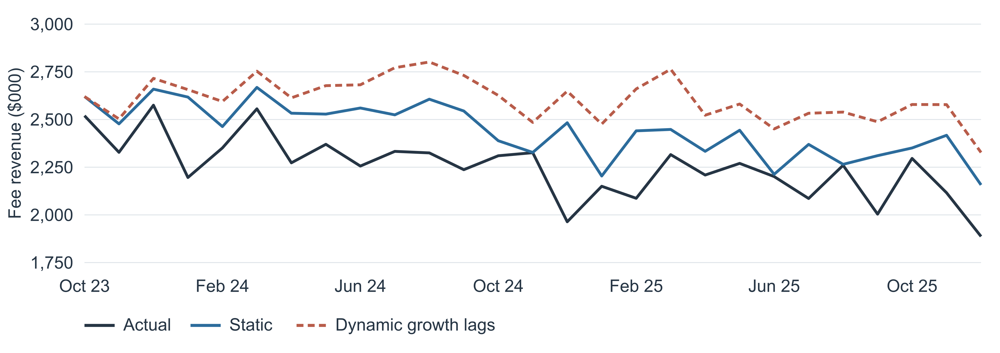 Fee revenue ($000)
3,000
2,750
2,500
2,250
2,000
1,750
Oct 23 Feb 24 Jun 24 Oct 24 Feb 25 Jun 25 Oct 25
Actual Static Dynamic growth lags